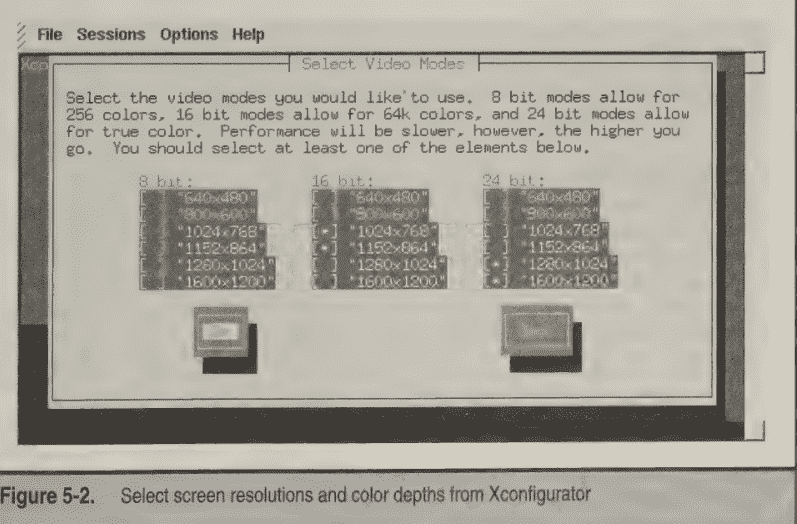 File Sessions Options Help
Select Video Modes
Select the video modes you would like to use. 8 bit modes allow for
256 colors, 16 bit modes allow for 64k colors, and 24 bit modes allow
for true color. Performance will be slower, however, the higher you
go. You should select at least one of the elements below.
8 bit: 16 bit: 24 bit:
[ ] "640x480" [ ] "640x480" [ ] "640x480"
[ ] "800x600" [ ] "800x600" [ ] "800x600"
[ ] "1024x768" [*] "1024x768" [ ] "1024x768"
[ ] "1152x864" [*] "1152x864" [ ] "1152x864"
[ ] "1280x1024" [ ] "1280x1024" [*] "1280x1024"
[ ] "1600x1200" [ ] "1600x1200" [*] "1600x1200"
Figure 5-2. Select screen resolutions and color depths from Xconfigurator